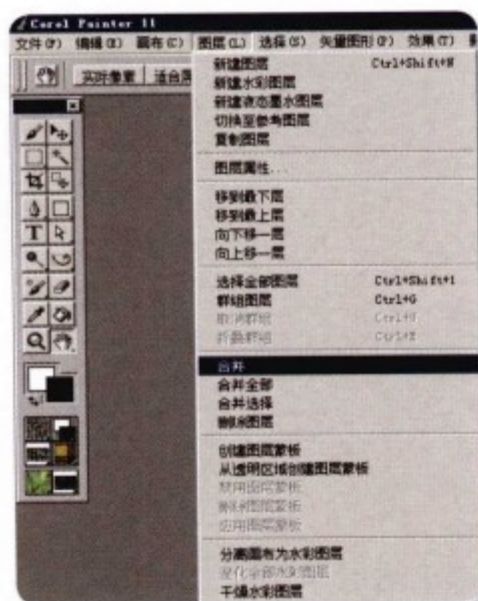 Corel Painter 11
文件(F) 编辑(E) 画布(C) 图层(L) 选择(S) 矢量图形(P) 效果(T)
实际像素 适合
新建图层 Ctrl+Shift+N
新建水彩图层
新建液态墨水图层
切换至参考图层
复制图层
图层属性...
移到最下层
移到最上层
向下移一层
向上移一层
选择全部图层 Ctrl+Shift+1
群组图层 Ctrl+G
取消群组 Ctrl+U
折叠群组 Ctrl+E
合并
合并全部
合并选择
删除图层
创建图层蒙板
从透明区域创建图层蒙板
禁用图层蒙板
删除图层蒙板
应用图层蒙板
分离画布为水彩图层
湿化全部水彩图层
干燥水彩图层